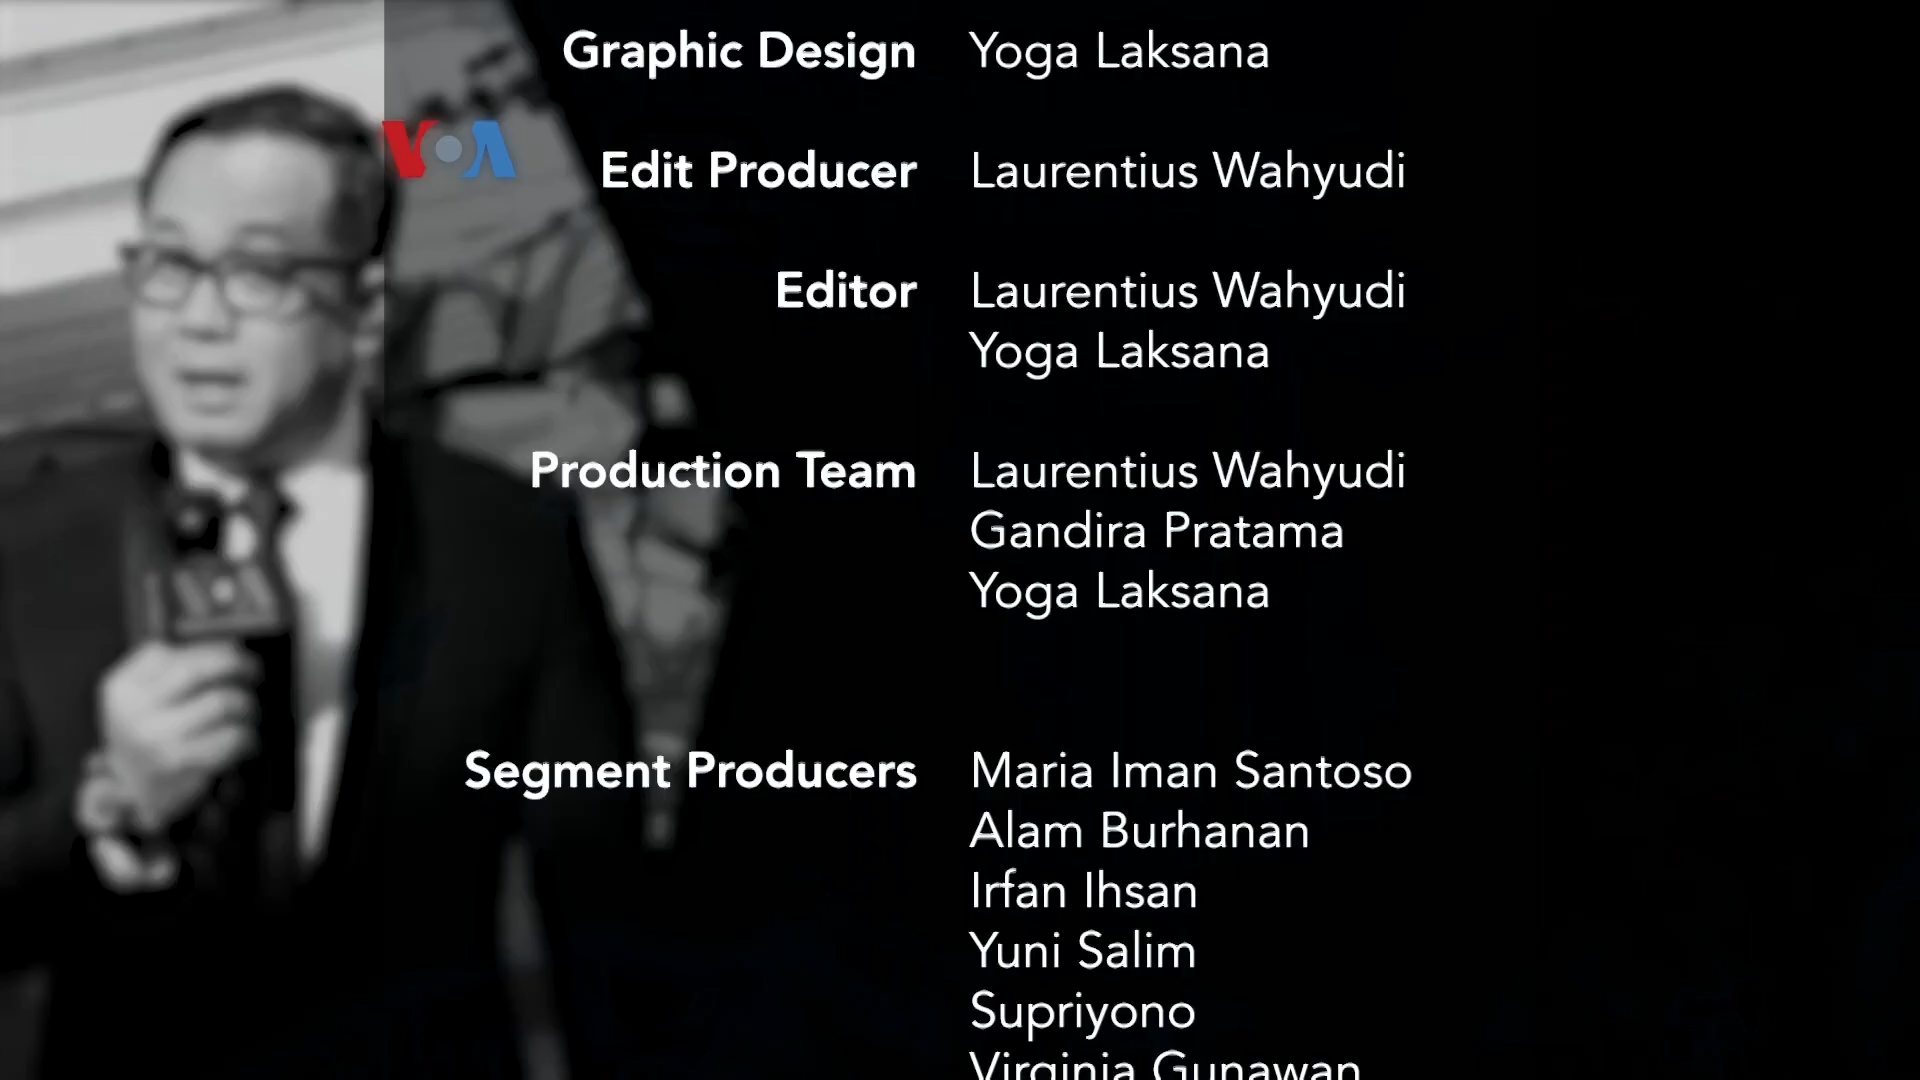 Graphic Design Yoga Laksana
VOA
Edit Producer Laurentius Wahyudi
Editor Laurentius Wahyudi
Yoga Laksana
Production Team Laurentius Wahyudi
Gandira Pratama
Yoga Laksana
Segment Producers Maria Iman Santoso
Alam Burhanan
Irfan Ihsan
Yuni Salim
Supriyono
Virginia Gunawan